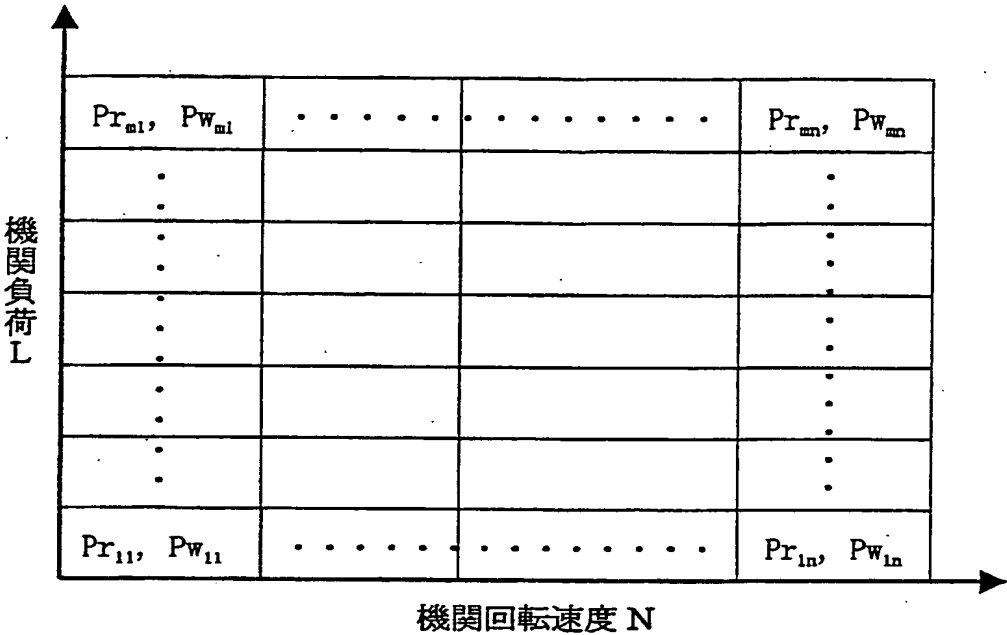 Pr_m1, Pw_m1 . . . . . . . . . . . . . Pr_mn, Pw_mn
機関負荷L
Pr_11, Pw_11 . . . . . . . . . . . . . Pr_1n, Pw_1n
機関回転速度 N